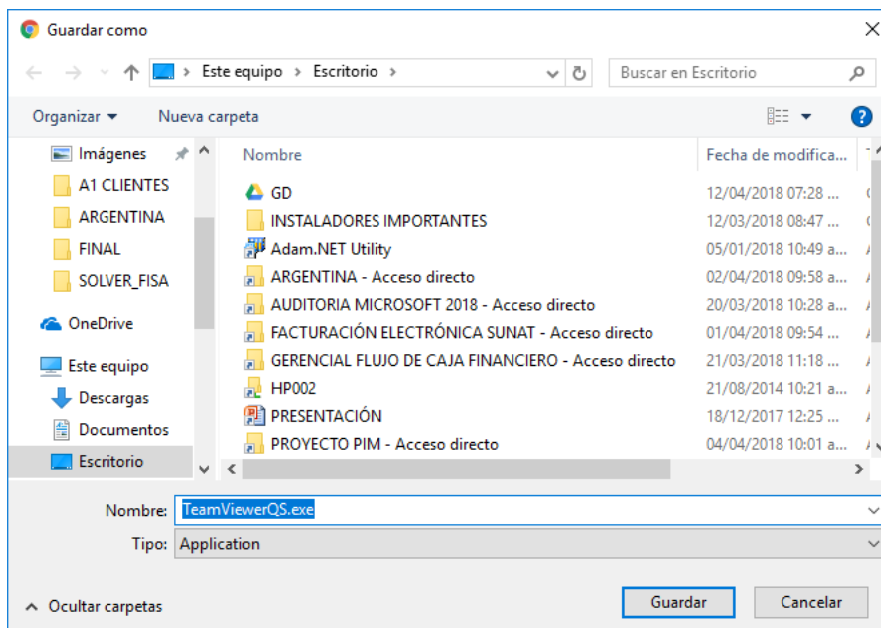 Guardar como
Este equipo > Escritorio >
Buscar en Escritorio
Organizar
Nueva carpeta
Imágenes
A1 CLIENTES
ARGENTINA
FINAL
SOLVER_FISA
OneDrive
Este equipo
Descargas
Documentos
Escritorio
Nombre Fecha de modifica...
GD 12/04/2018 07:28 ...
INSTALADORES IMPORTANTES 12/03/2018 08:47 ...
Adam.NET Utility 05/01/2018 10:49 a...
ARGENTINA - Acceso directo 02/04/2018 09:58 a...
AUDITORIA MICROSOFT 2018 - Acceso directo 20/03/2018 10:28 a...
FACTURACIÓN ELECTRÓNICA SUNAT - Acceso directo 01/04/2018 09:54 ...
GERENCIAL FLUJO DE CAJA FINANCIERO - Acceso directo 21/03/2018 11:18 ...
HP002 21/08/2014 10:21 a...
PRESENTACIÓN 18/12/2017 12:25 ...
PROYECTO PIM - Acceso directo 04/04/2018 10:01 a...
Nombre: TeamViewerQS.exe
Tipo: Application
Ocultar carpetas
Guardar
Cancelar